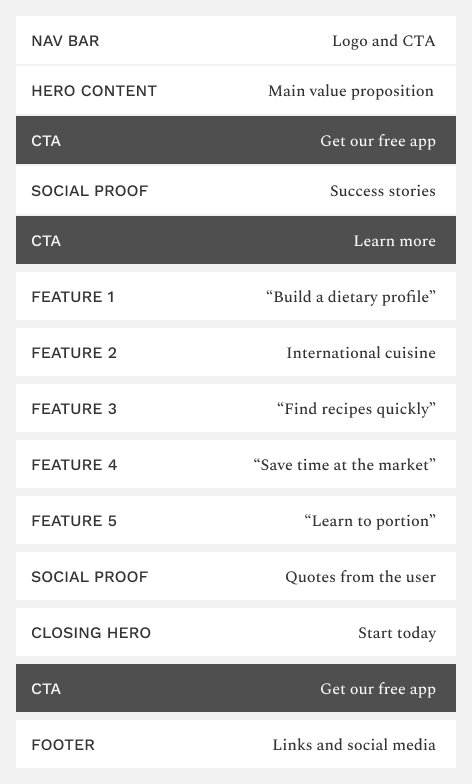 NAV BAR Logo and CTA
HERO CONTENT Main value proposition
CTA Get our free app
SOCIAL PROOF Success stories
CTA Learn more
FEATURE 1 “Build a dietary profile”
FEATURE 2 International cuisine
FEATURE 3 “Find recipes quickly”
FEATURE 4 “Save time at the market”
FEATURE 5 “Learn to portion”
SOCIAL PROOF Quotes from the user
CLOSING HERO Start today
CTA Get our free app
FOOTER Links and social media